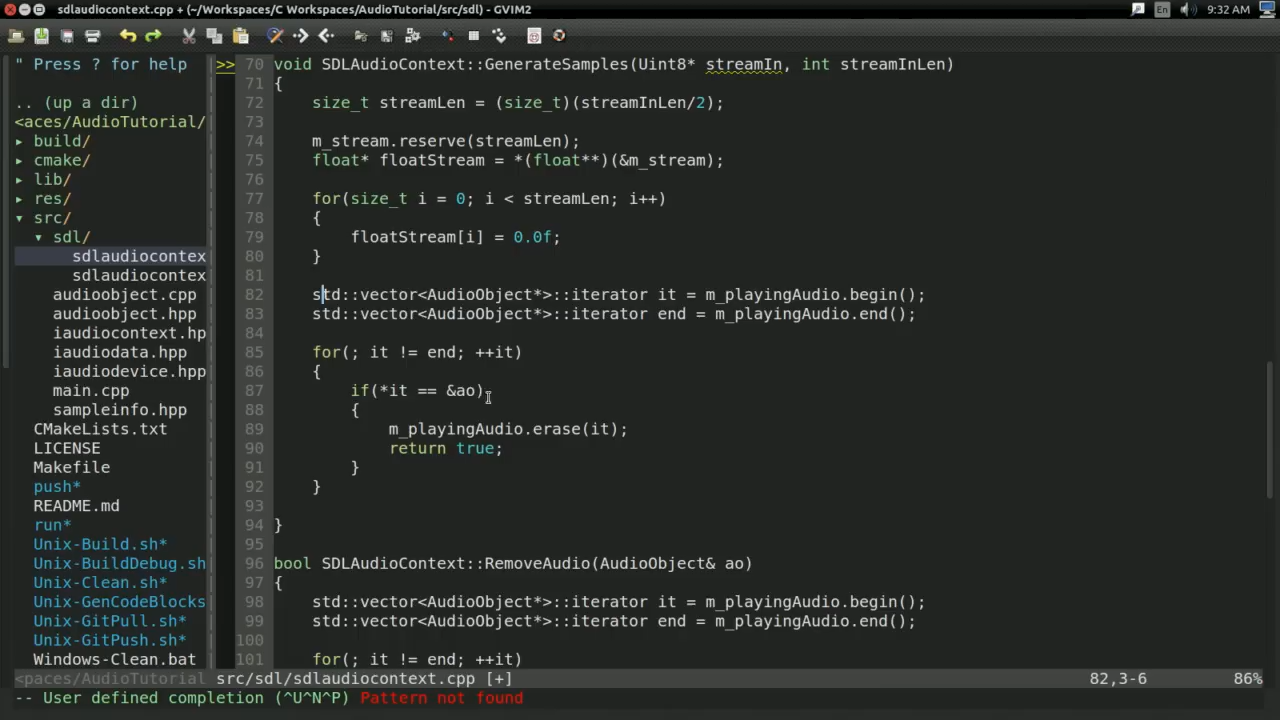 sdlaudiocontext.cpp + (~/Workspaces/C Workspaces/AudioTutorial/src/sdl) - GVIM2
En
9:32 AM
" Press ? for help
.. (up a dir)
<aces/AudioTutorial/
▸ build/
▸ cmake/
▸ lib/
▸ res/
▾ src/
▾ sdl/
sdlaudiocontex
sdlaudiocontex
audioobject.cpp
audioobject.hpp
iaudiocontext.hp
iaudiodata.hpp
iaudiodevice.hpp
main.cpp
sampleinfo.hpp
CMakeLists.txt
LICENSE
Makefile
push*
README.md
run*
Unix-Build.sh*
Unix-BuildDebug.sh
Unix-Clean.sh*
Unix-GenCodeBlocks
Unix-GitPull.sh*
Unix-GitPush.sh*
Windows-Clean.bat
>> 70 void SDLAudioContext::GenerateSamples(Uint8* streamIn, int streamInLen)
71 {
72 size_t streamLen = (size_t)(streamInLen/2);
73
74 m_stream.reserve(streamLen);
75 float* floatStream = *(float**)(&m_stream);
76
77 for(size_t i = 0; i < streamLen; i++)
78 {
79 floatStream[i] = 0.0f;
80 }
81
82 std::vector<AudioObject*>::iterator it = m_playingAudio.begin();
83 std::vector<AudioObject*>::iterator end = m_playingAudio.end();
84
85 for(; it != end; ++it)
86 {
87 if(*it == &ao)
88 {
89 m_playingAudio.erase(it);
90 return true;
91 }
92 }
93
94 }
95
96 bool SDLAudioContext::RemoveAudio(AudioObject& ao)
97 {
98 std::vector<AudioObject*>::iterator it = m_playingAudio.begin();
99 std::vector<AudioObject*>::iterator end = m_playingAudio.end();
100
101 for(; it != end; ++it)
<paces/AudioTutorial src/sdl/sdlaudiocontext.cpp [+] 82,3-6 86%
-- User defined completion (^U^N^P) Pattern not found